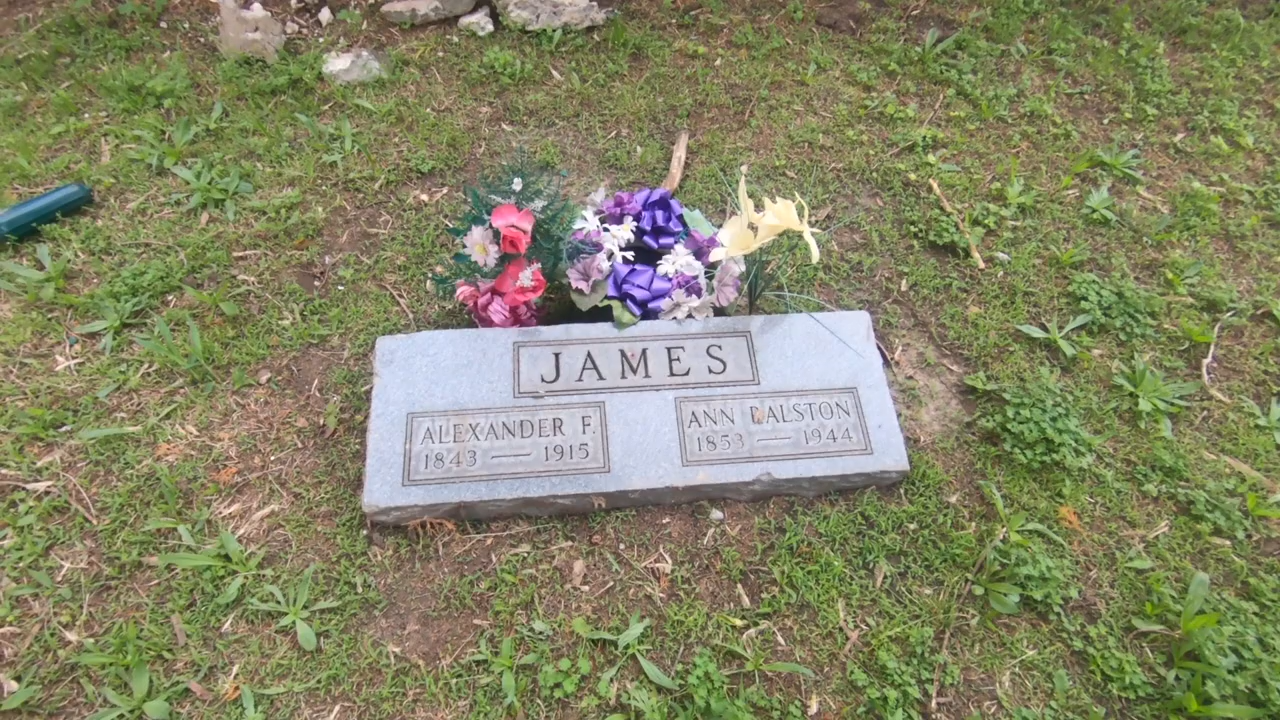 JAMES
ALEXANDER F.
1843 — 1915
ANN RALSTON
1853 — 1944